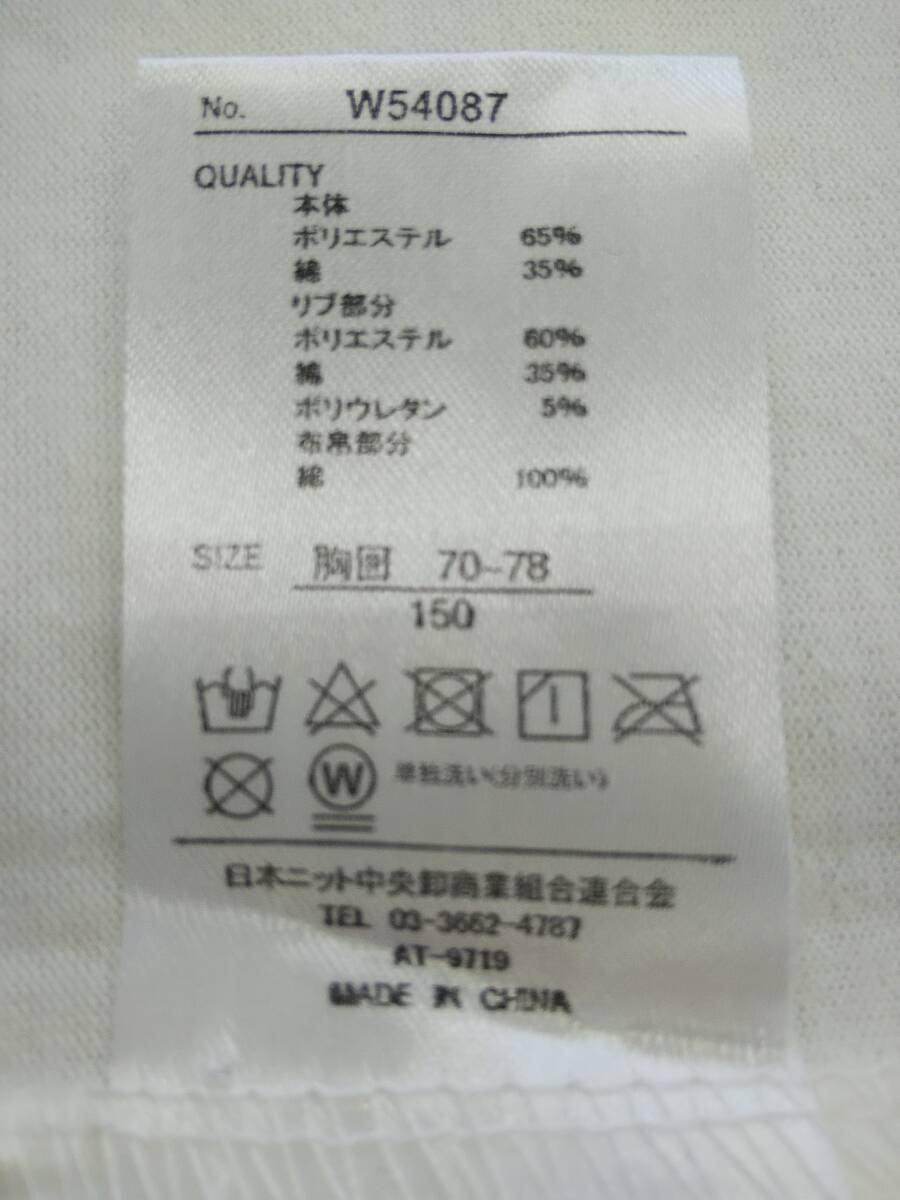 No. W54087
QUALITY
本体
ポリエステル 65%
綿 35%
リブ部分
ポリエステル 60%
綿 35%
ポリウレタン 5%
布帛部分
綿 100%
SIZE 胸囲 70-78
150
W 単独洗い(分別洗い)
日本ニット中央卸商業組合連合会
TEL 03-3662-4787
AT-9719
MADE IN CHINA